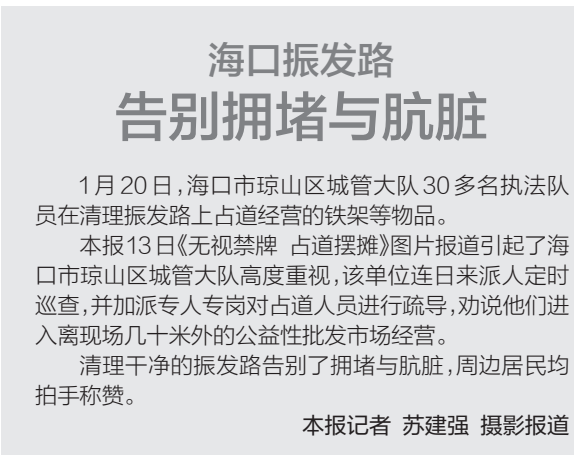 海口振发路
告别拥堵与肮脏
1月20日,海口市琼山区城管大队30多名执法队
员在清理振发路上占道经营的铁架等物品。
本报13日《无视禁牌 占道摆摊》图片报道引起了海
口市琼山区城管大队高度重视,该单位连日来派人定时
巡查,并加派专人专岗对占道人员进行疏导,劝说他们进
入离现场几十米外的公益性批发市场经营。
清理干净的振发路告别了拥堵与肮脏,周边居民均
拍手称赞。
本报记者 苏建强 摄影报道